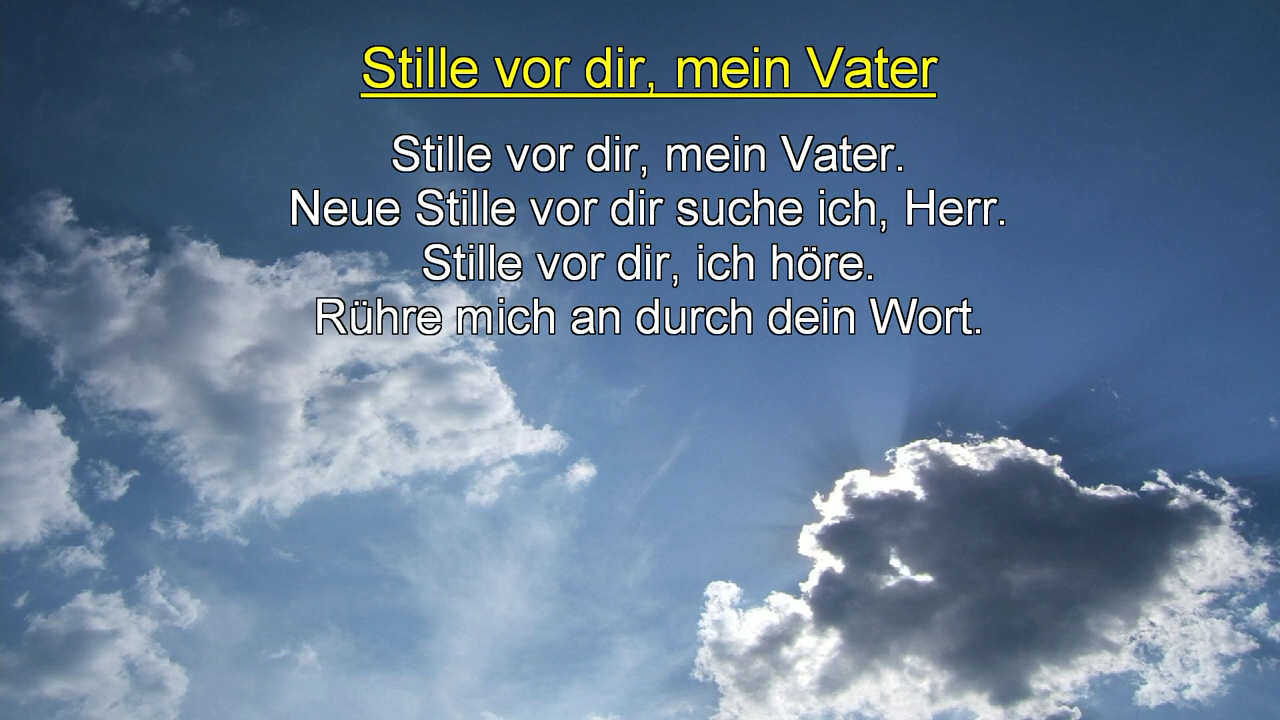 Stille vor dir, mein Vater
Stille vor dir, mein Vater.
Neue Stille vor dir suche ich, Herr.
Stille vor dir, ich höre.
Rühre mich an durch dein Wort.